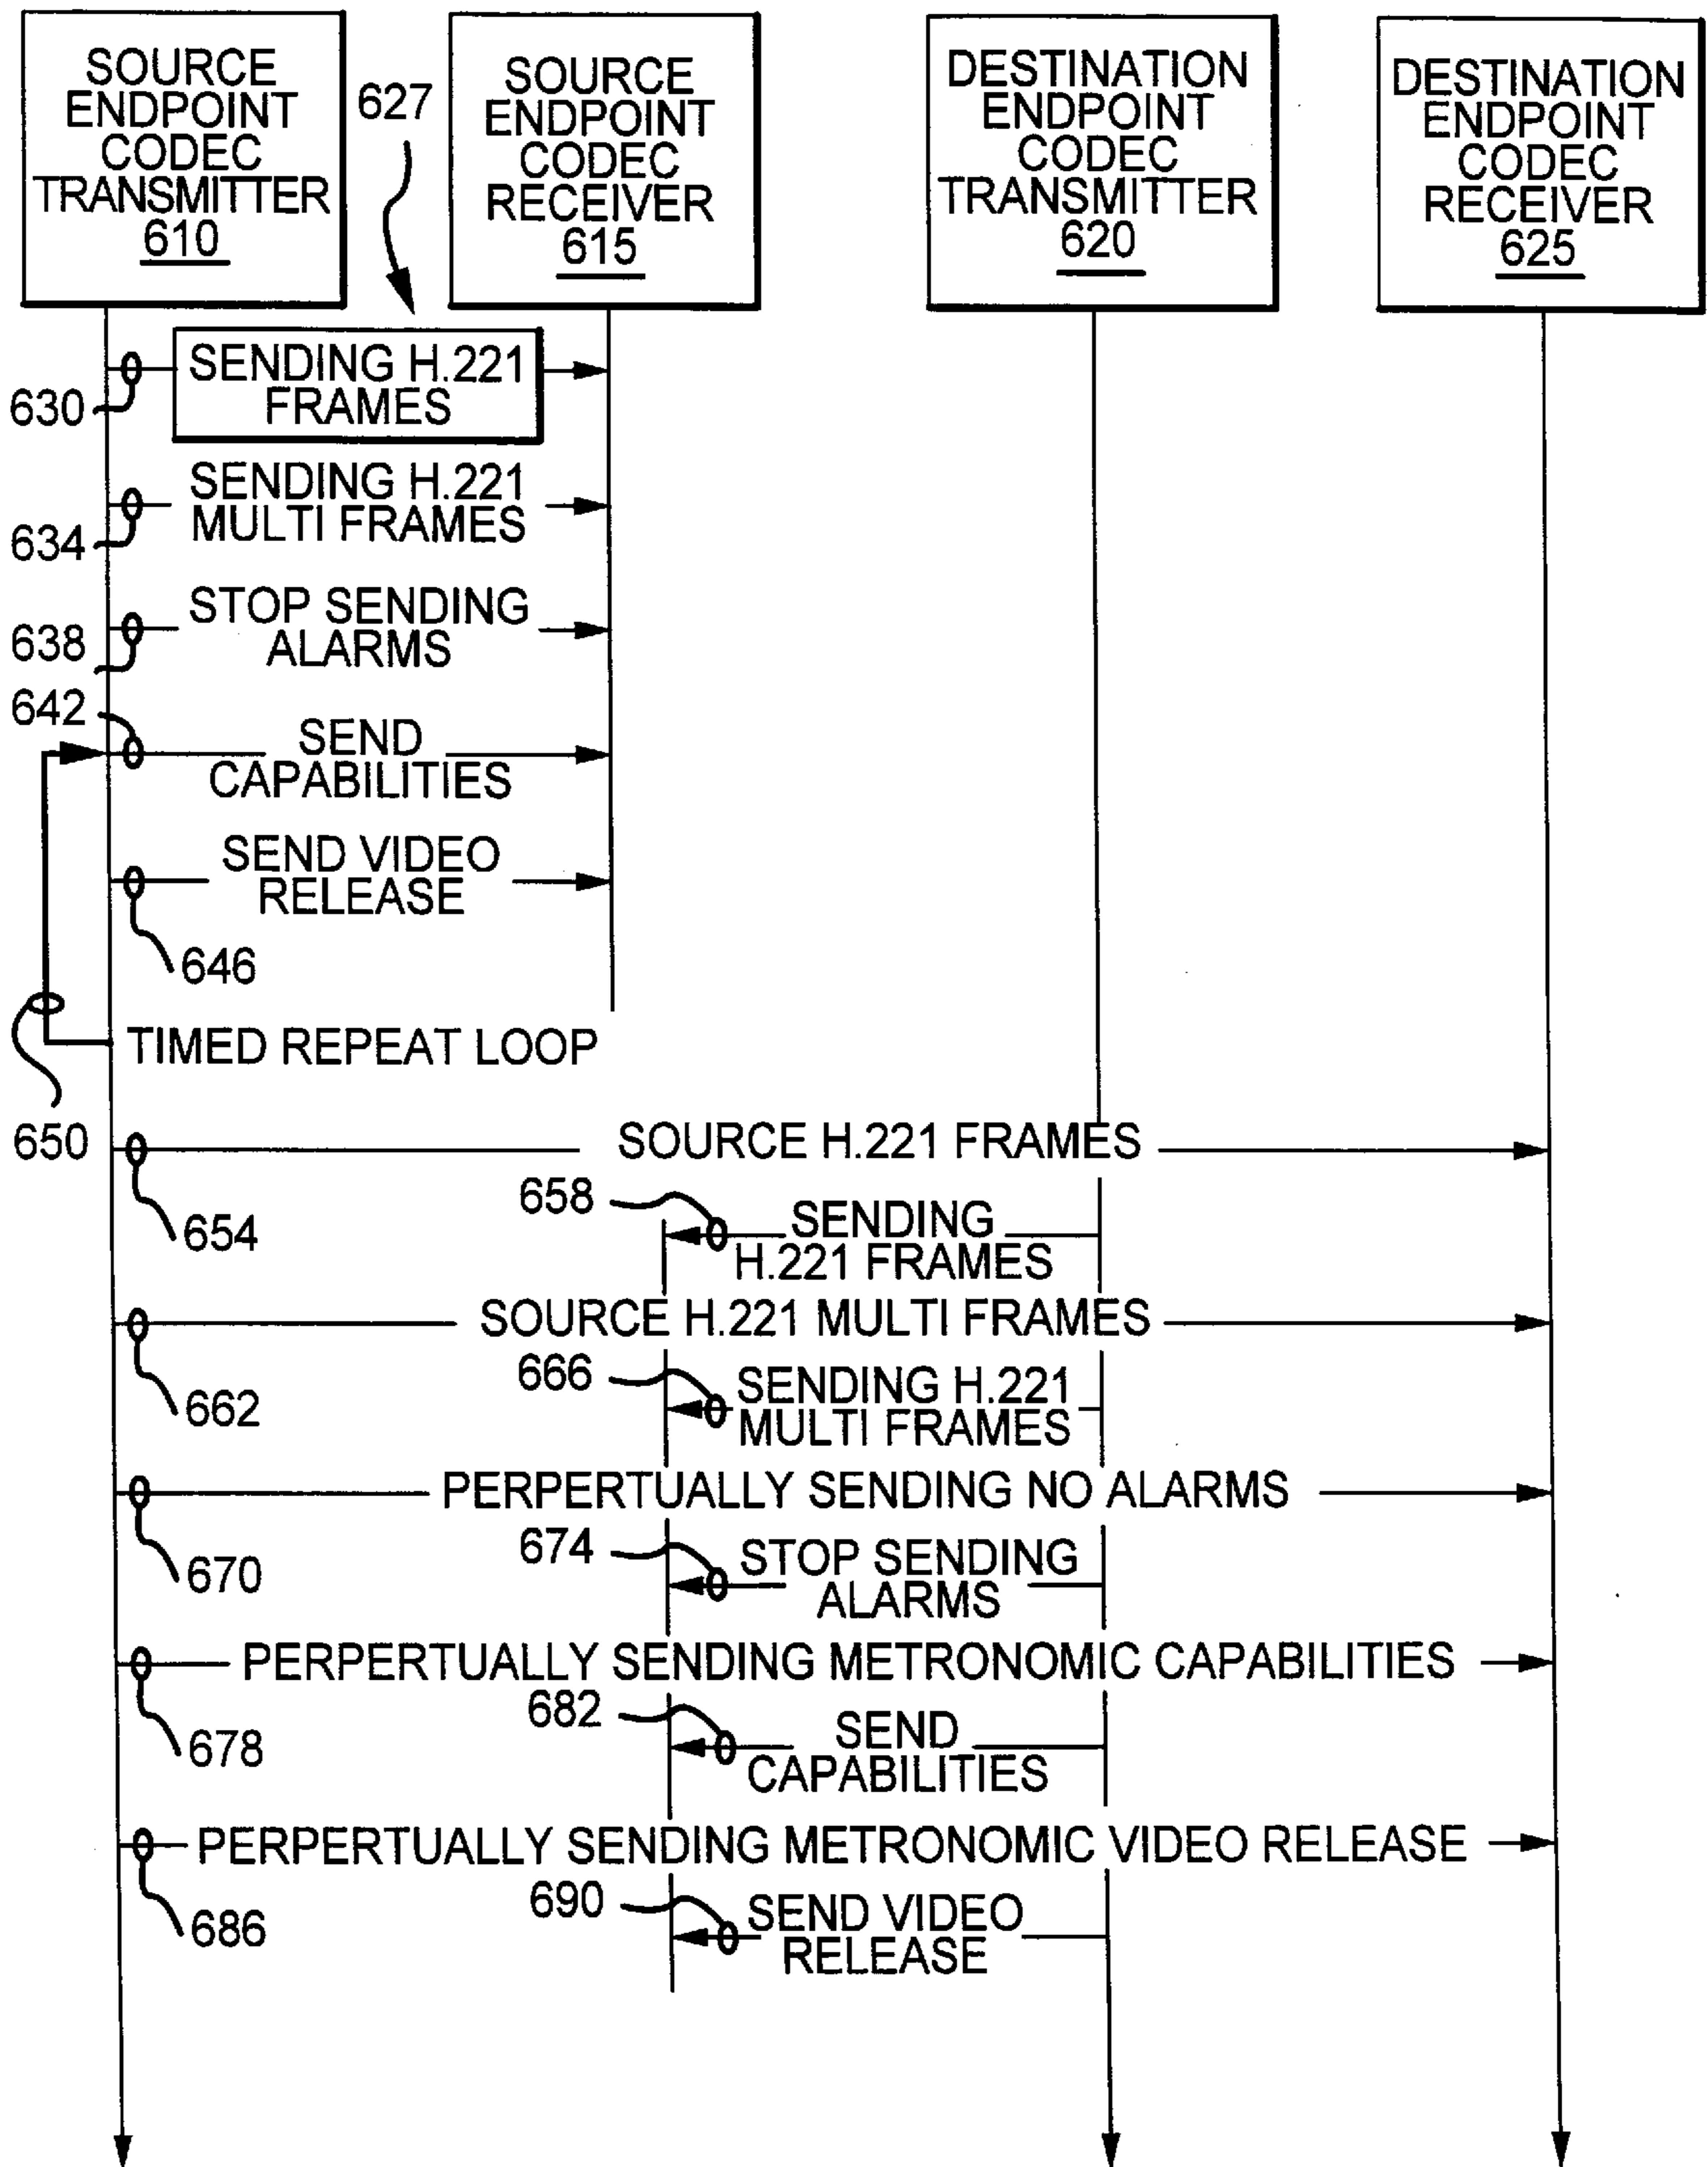 SOURCE
ENDPOINT
CODEC
TRANSMITTER
610
627
SOURCE
ENDPOINT
CODEC
RECEIVER
615
DESTINATION
ENDPOINT
CODEC
TRANSMITTER
620
DESTINATION
ENDPOINT
CODEC
RECEIVER
625
630
SENDING H.221
FRAMES
634
SENDING H.221
MULTI FRAMES
638
STOP SENDING
ALARMS
642
SEND
CAPABILITIES
SEND VIDEO
RELEASE
646
TIMED REPEAT LOOP
650
SOURCE H.221 FRAMES
654
658
SENDING
H.221 FRAMES
SOURCE H.221 MULTI FRAMES
662
666
SENDING H.221
MULTI FRAMES
PERPERTUALLY SENDING NO ALARMS
670
674
STOP SENDING
ALARMS
PERPERTUALLY SENDING METRONOMIC CAPABILITIES
678
682
SEND
CAPABILITIES
PERPERTUALLY SENDING METRONOMIC VIDEO RELEASE
686
690
SEND VIDEO
RELEASE